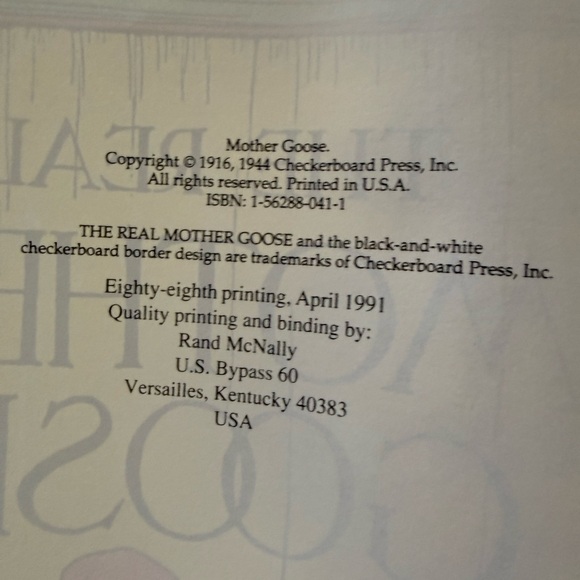 Mother Goose.
Copyright © 1916, 1944 Checkerboard Press, Inc.
All rights reserved. Printed in U.S.A.
ISBN: 1-56288-041-1
THE REAL MOTHER GOOSE and the black-and-white
checkerboard border design are trademarks of Checkerboard Press, Inc.
Eighty-eighth printing, April 1991
Quality printing and binding by:
Rand McNally
U.S. Bypass 60
Versailles, Kentucky 40383
USA